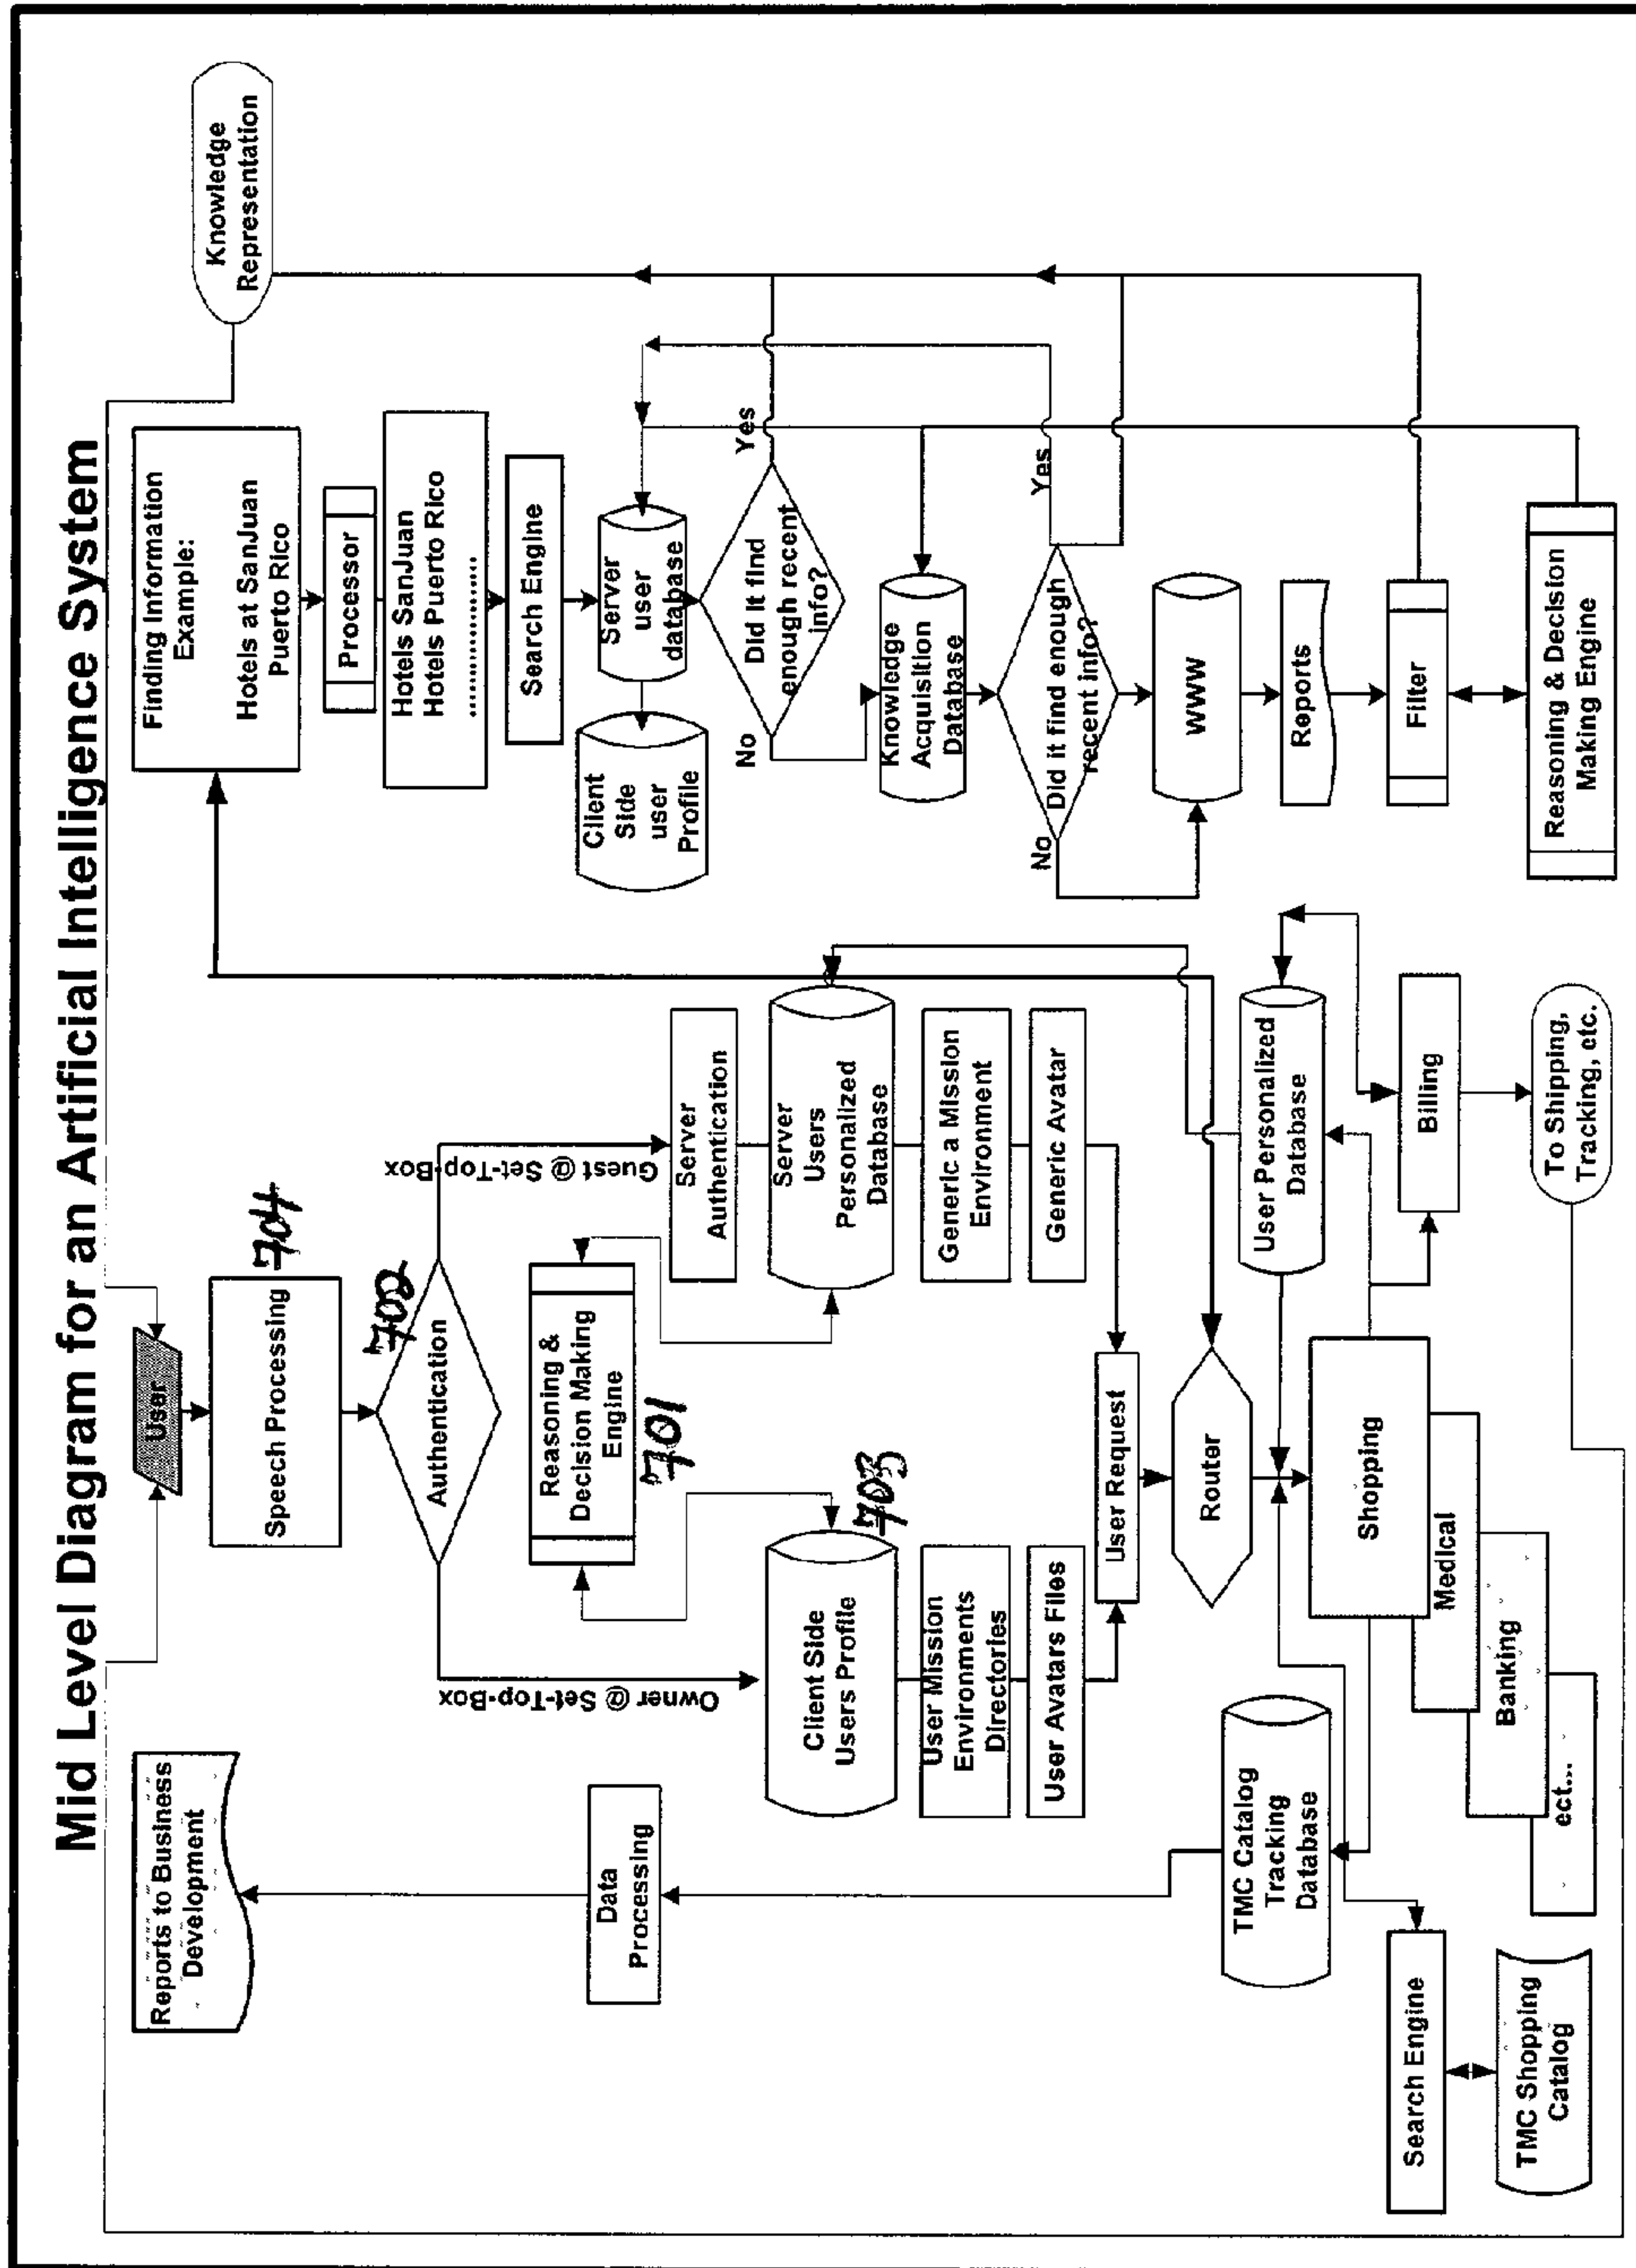 Mid Level Diagram for an Artificial Intelligence System
Reports to Business
Development
Data
Processing
TMC Catalog
Tracking
Database
Search Engine
TMC Shopping
Catalog
User
Speech Processing
704
Authentication
702
Owner @ Set-Top-Box
Guest @ Set-Top-Box
Reasoning &
Decision Making
Engine
701
Client Side
Users Profile
703
User Mission
Environments
Directories
User Avatars Files
Server
Authentication
Server
Users
Personalized
Database
Generic a Mission
Environment
Generic Avatar
User Request
Router
Shopping
Medical
Banking
ect...
User Personalized
Database
Billing
To Shipping,
Tracking, etc.
Finding Information
Example:
Hotels at SanJuan
Puerto Rico
Processor
Hotels SanJuan
Hotels Puerto Rico
...................
Search Engine
Server
user
database
Client
Side
user
Profile
Did It find
enough recent
info?
Yes
No
Knowledge
Acquisition
Database
Did it find enough
recent info?
Yes
No
WWW
Reports
Filter
Reasoning & Decision
Making Engine
Knowledge
Representation